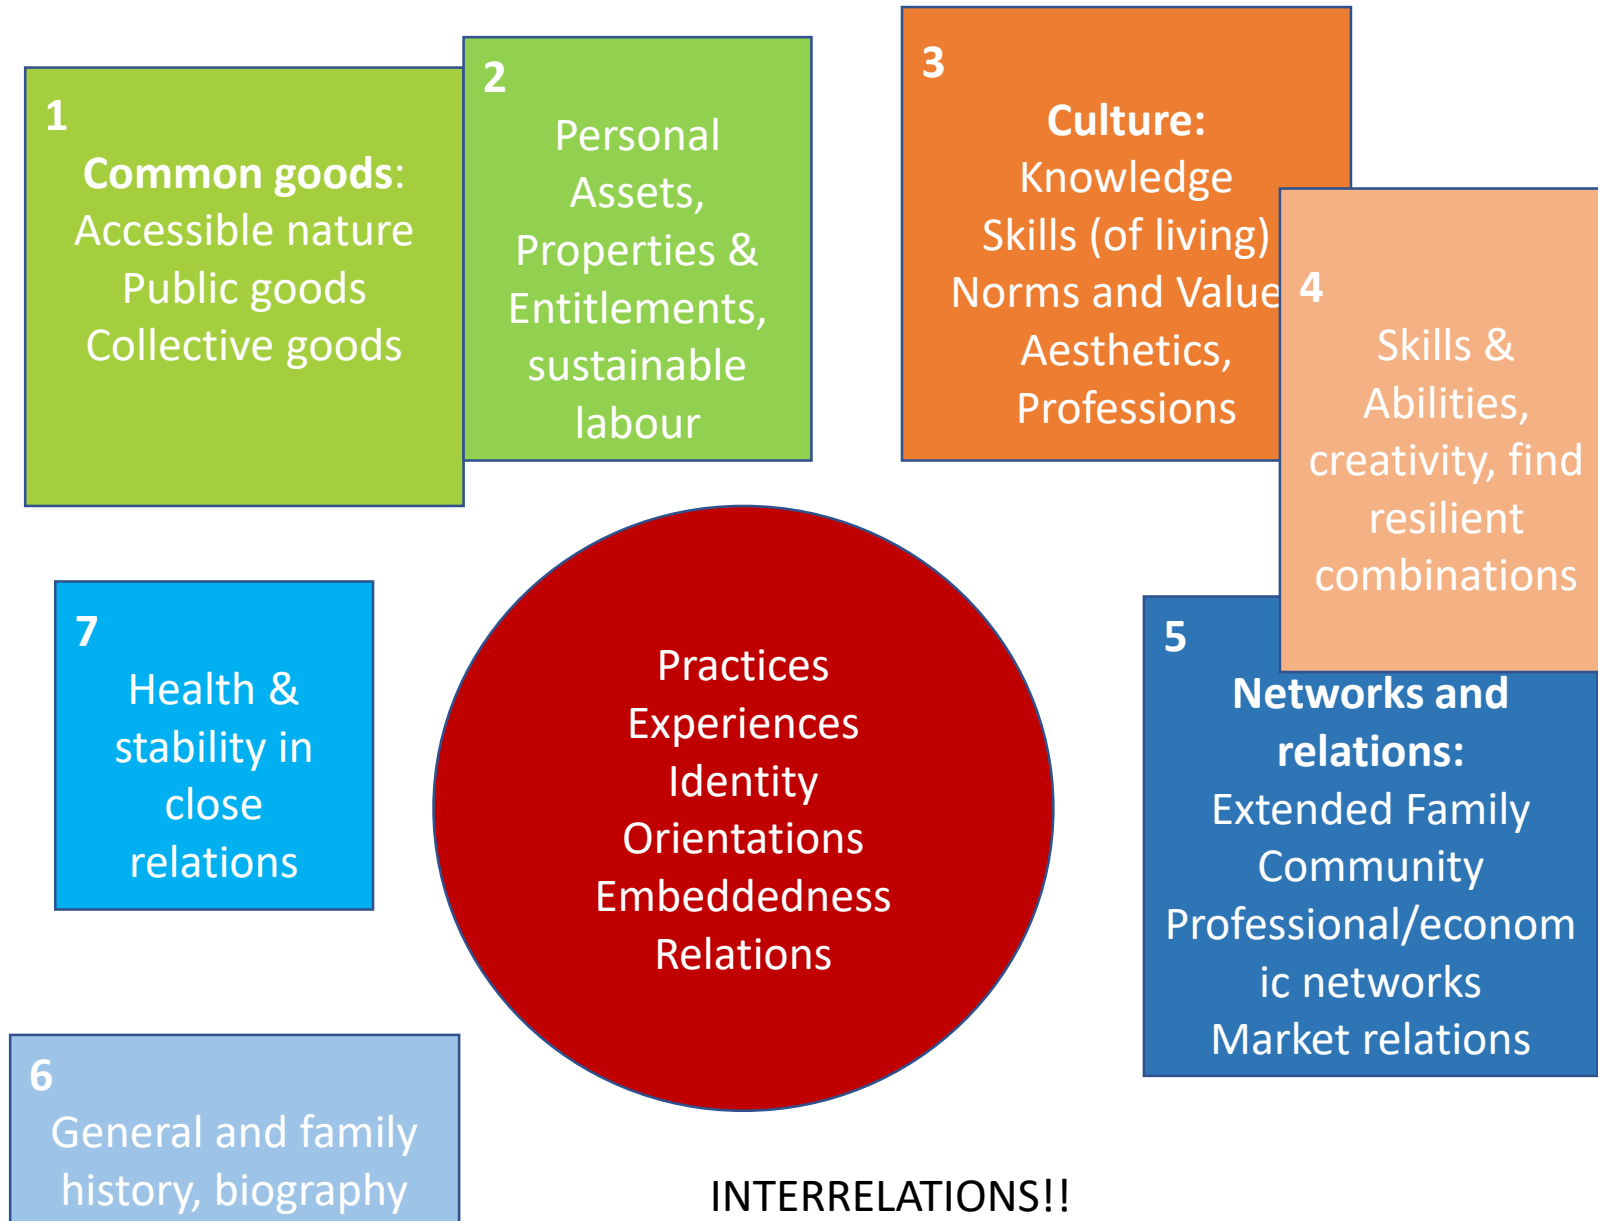 1
Common goods:
Accessible nature
Public goods
Collective goods
2
Personal
Assets,
Properties &
Entitlements,
sustainable
labour
3
Culture:
Knowledge
Skills (of living)
Norms and Value
Aesthetics,
Professions
4
Skills &
Abilities,
creativity, find
resilient
combinations
5
Networks and
relations:
Extended Family
Community
Professional/econom
ic networks
Market relations
7
Health &
stability in
close
relations
Practices
Experiences
Identity
Orientations
Embeddedness
Relations
6
General and family
history, biography
INTERRELATIONS!!